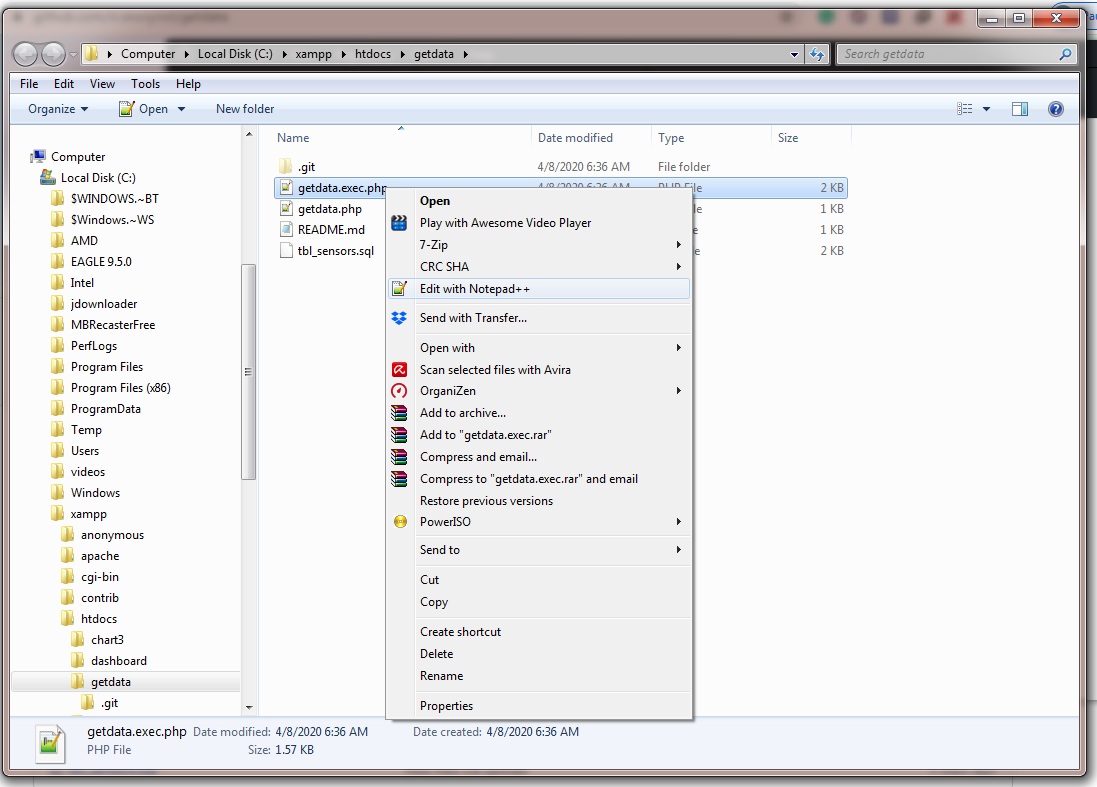 Computer Local Disk (C:) xampp htdocs getdata
Search getdata
File Edit View Tools Help
Organize Open New folder
Name Date modified Type Size
Computer
Local Disk (C:)
$WINDOWS.~BT
$Windows.~WS
AMD
EAGLE 9.5.0
Intel
jdownloader
MBRecasterFree
PerfLogs
Program Files
Program Files (x86)
ProgramData
Temp
Users
videos
Windows
xampp
anonymous
apache
cgi-bin
contrib
htdocs
chart3
dashboard
getdata
.git
.git 4/8/2020 6:36 AM File folder
getdata.exec.php 4/8/2020 6:36 AM PHP File 2 KB
getdata.php 1 KB
README.md 1 KB
tbl_sensors.sql 2 KB
Open
Play with Awesome Video Player
7-Zip
CRC SHA
Edit with Notepad++
Send with Transfer...
Open with
Scan selected files with Avira
OrganiZen
Add to archive...
Add to "getdata.exec.rar"
Compress and email...
Compress to "getdata.exec.rar" and email
Restore previous versions
PowerISO
Send to
Cut
Copy
Create shortcut
Delete
Rename
Properties
getdata.exec.php Date modified: 4/8/2020 6:36 AM Date created: 4/8/2020 6:36 AM
PHP File Size: 1.57 KB